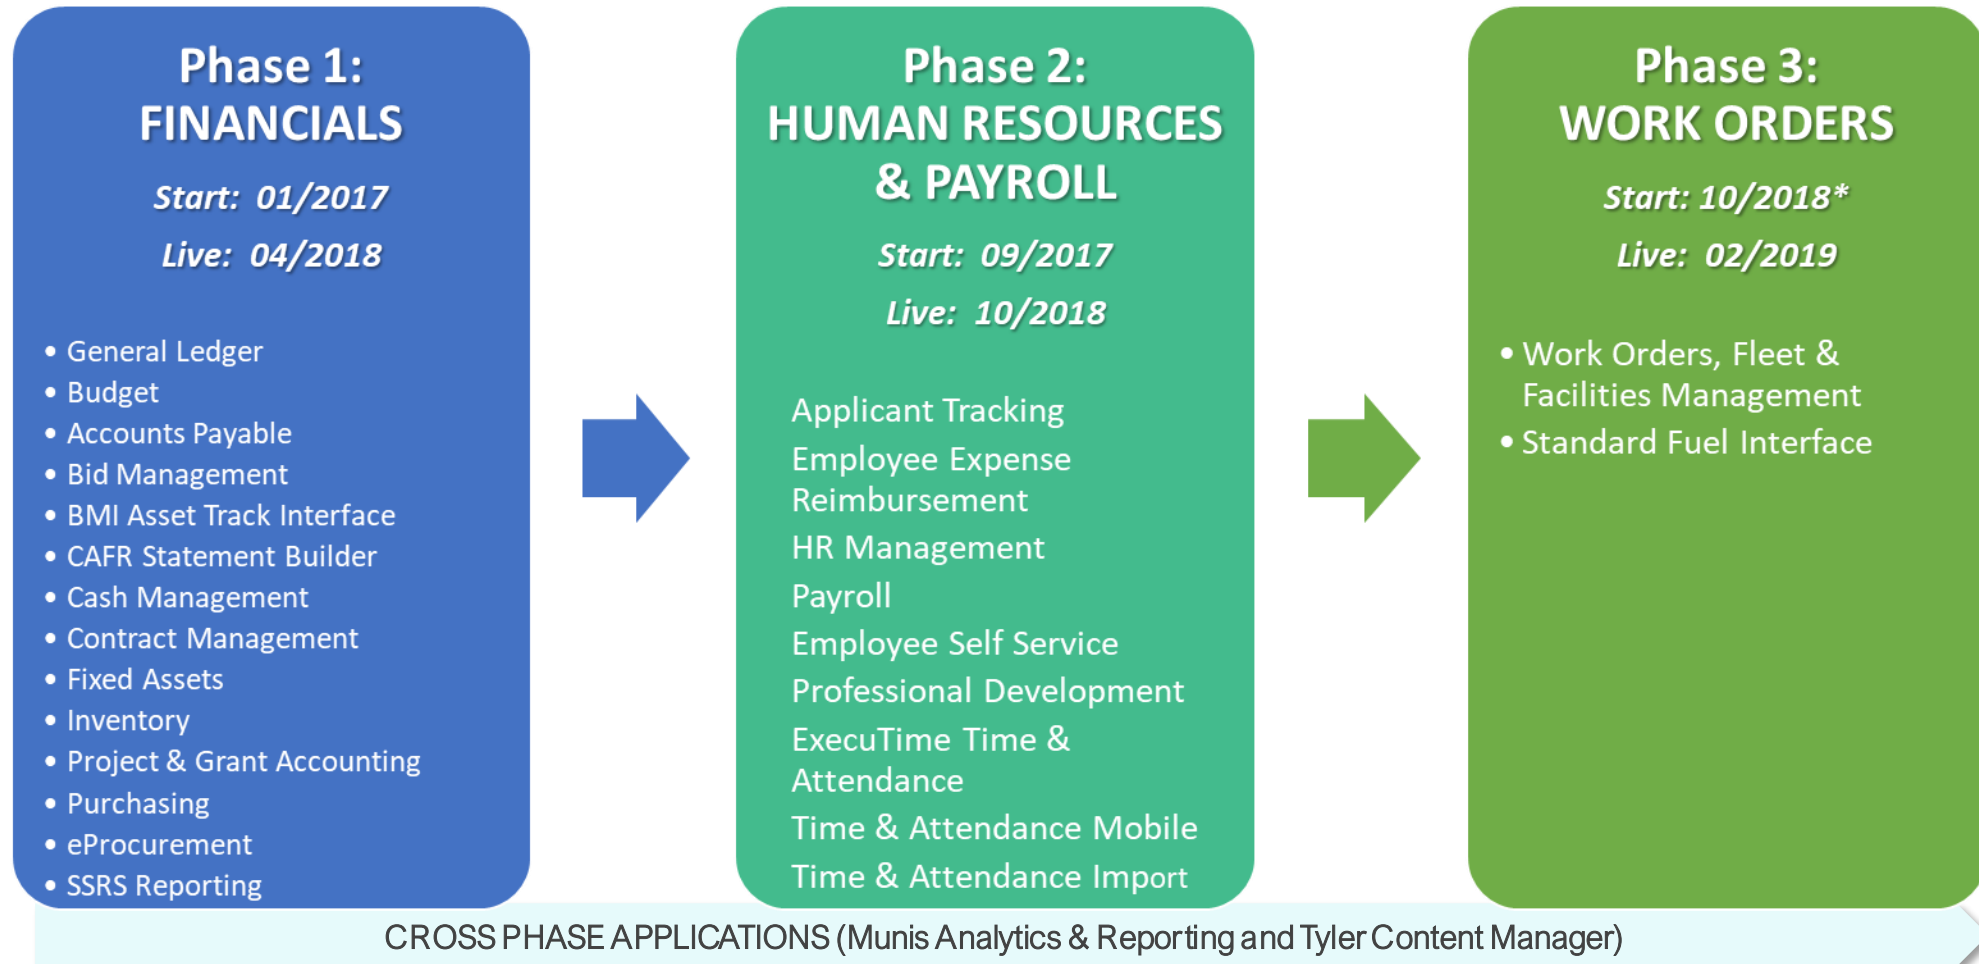 Phase 1:
FINANCIALS
Start: 01/2017
Live: 04/2018
• General Ledger
• Budget
• Accounts Payable
• Bid Management
• BMI Asset Track Interface
• CAFR Statement Builder
• Cash Management
• Contract Management
• Fixed Assets
• Inventory
• Project & Grant Accounting
• Purchasing
• eProcurement
• SSRS Reporting
Phase 2:
HUMAN RESOURCES
& PAYROLL
Start: 09/2017
Live: 10/2018
Applicant Tracking
Employee Expense
Reimbursement
HR Management
Payroll
Employee Self Service
Professional Development
ExecuTime Time &
Attendance
Time & Attendance Mobile
Time & Attendance Import
Phase 3:
WORK ORDERS
Start: 10/2018*
Live: 02/2019
• Work Orders, Fleet &
Facilities Management
• Standard Fuel Interface
CROSS PHASE APPLICATIONS (Munis Analytics & Reporting and Tyler Content Manager)